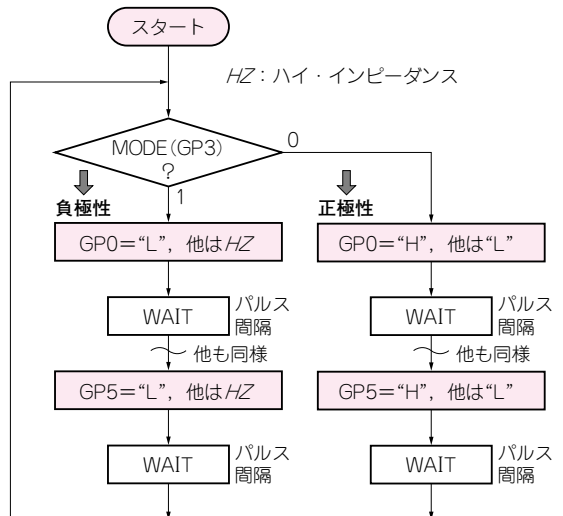 スタート
HZ：ハイ・インピーダンス
MODE(GP3)
?
0
1
負極性
正極性
GP0＝“L”，他はHZ
GP0＝“H”，他は“L”
WAIT
パルス
間隔
WAIT
パルス
間隔
他も同様
他も同様
GP5＝“L”，他はHZ
GP5＝“H”，他は“L”
WAIT
パルス
間隔
WAIT
パルス
間隔